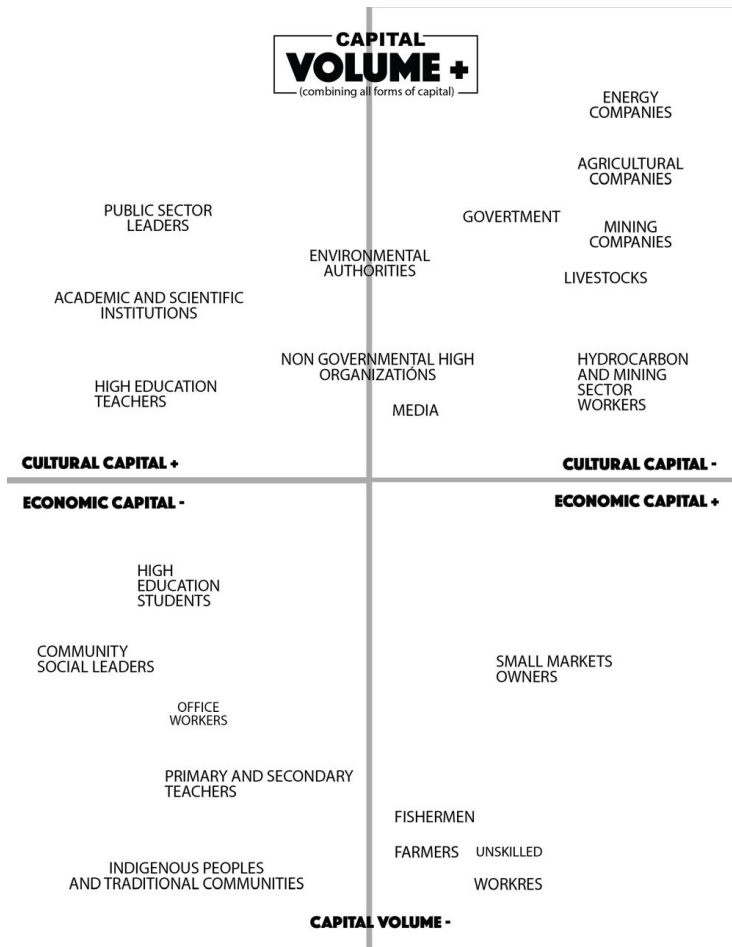 CAPITAL
VOLUME +
(combining all forms of capital)
ENERGY
COMPANIES
AGRICULTURAL
COMPANIES
PUBLIC SECTOR
LEADERS
GOVERTMENT
MINING
COMPANIES
ENVIRONMENTAL
AUTHORITIES
LIVESTOCKS
ACADEMIC AND SCIENTIFIC
INSTITUTIONS
NON GOVERNMENTAL HIGH
ORGANIZATIÓNS
HYDROCARBON
AND MINING
SECTOR
WORKERS
HIGH EDUCATION
TEACHERS
MEDIA
CULTURAL CAPITAL +
CULTURAL CAPITAL -
ECONOMIC CAPITAL -
ECONOMIC CAPITAL +
HIGH
EDUCATION
STUDENTS
COMMUNITY
SOCIAL LEADERS
SMALL MARKETS
OWNERS
OFFICE
WORKERS
PRIMARY AND SECONDARY
TEACHERS
FISHERMEN
FARMERS
UNSKILLED
WORKRES
INDIGENOUS PEOPLES
AND TRADITIONAL COMMUNITIES
CAPITAL VOLUME -